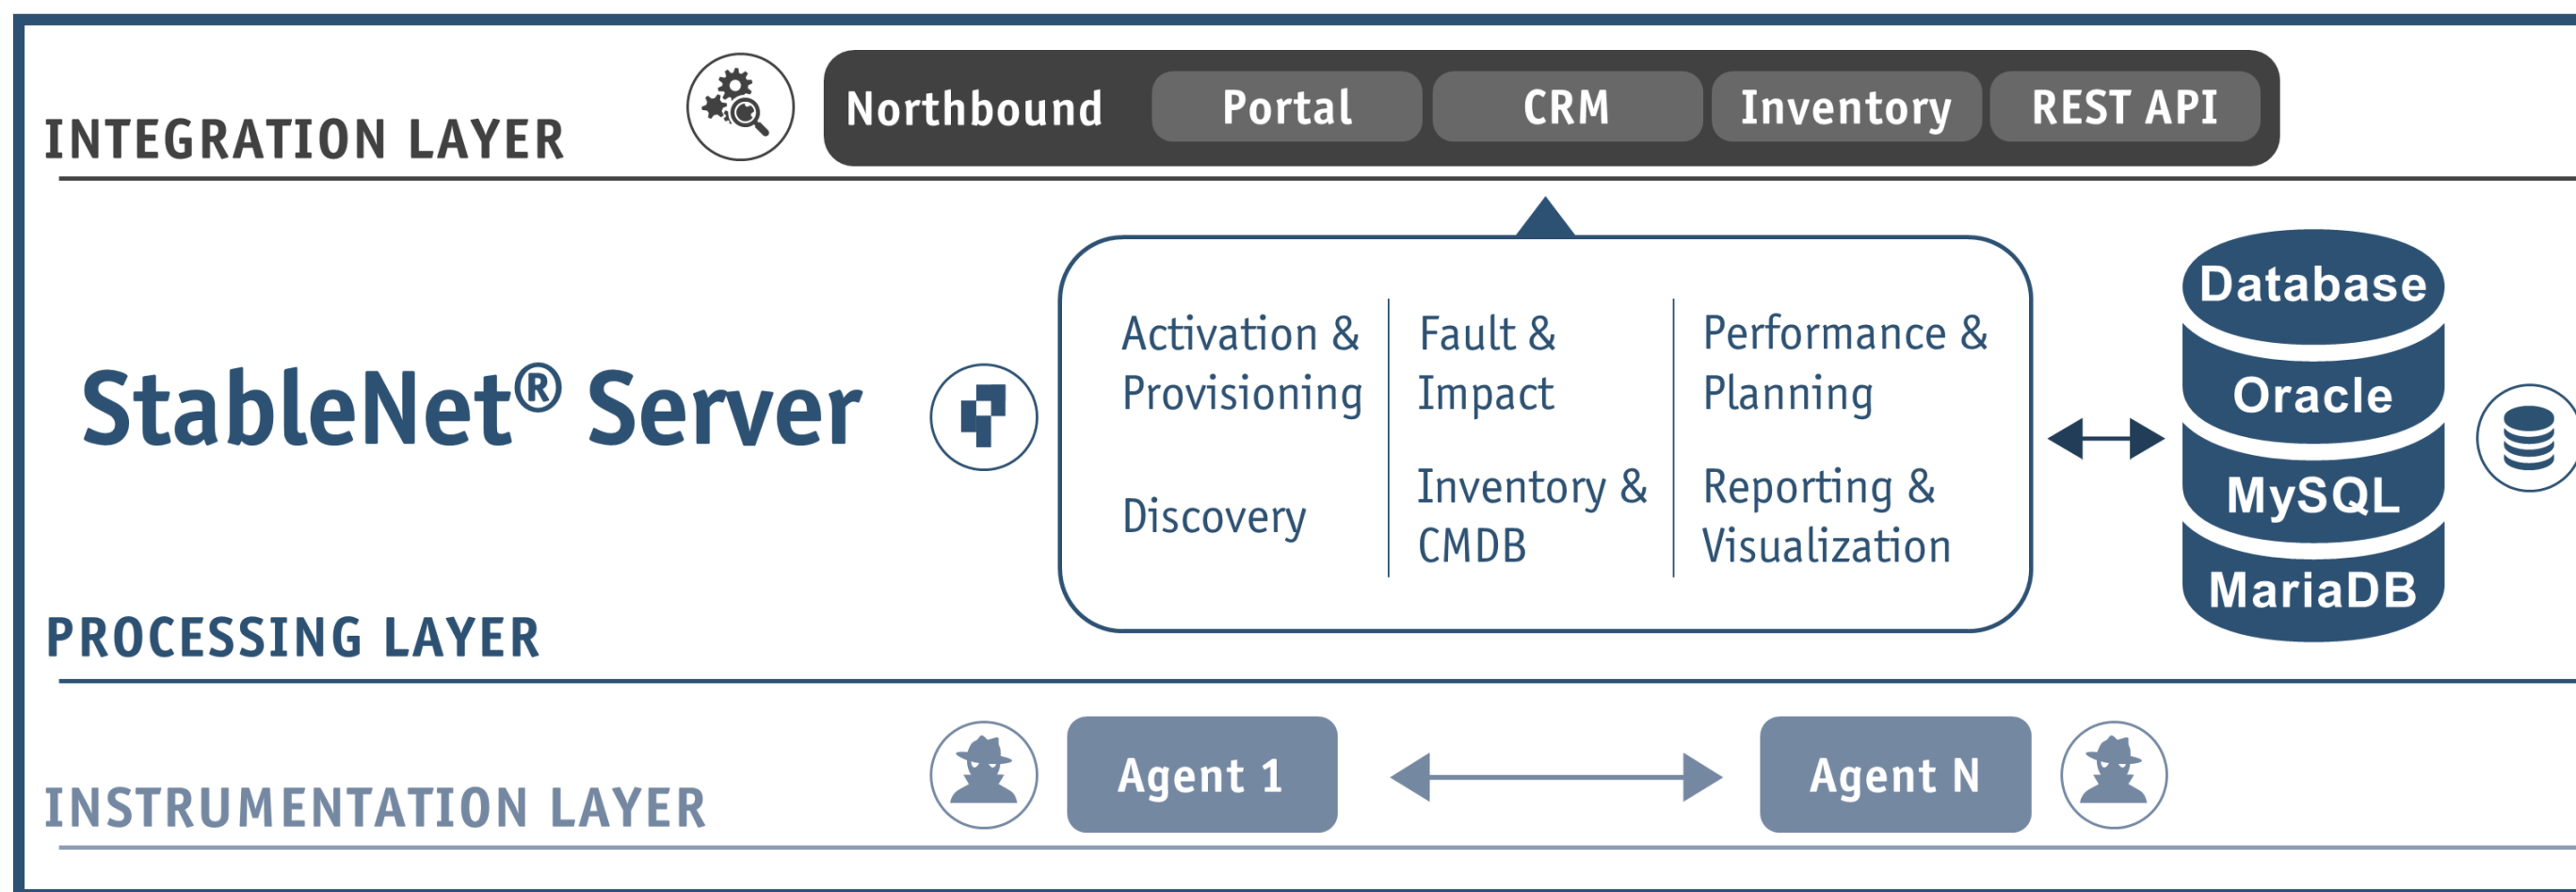 INTEGRATION LAYER
Northbound
Portal
CRM
Inventory
REST API
StableNet® Server
Activation &
Provisioning
Discovery
Fault &
Impact
Inventory &
CMDB
Performance &
Planning
Reporting &
Visualization
Database
Oracle
MySQL
MariaDB
PROCESSING LAYER
Agent 1
Agent N
INSTRUMENTATION LAYER